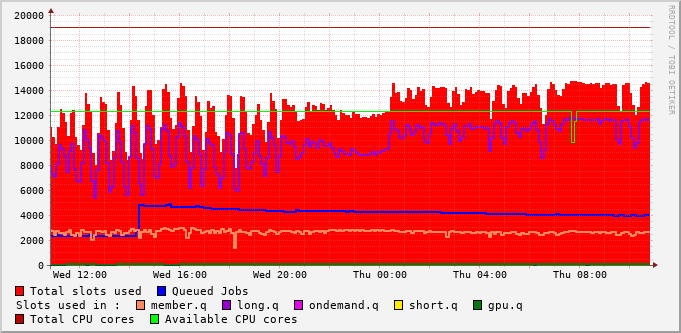 20000
18000
16000
14000
12000
10000
8000
6000
4000
2000
0
Wed 12:00 Wed 16:00 Wed 20:00 Thu 00:00 Thu 04:00 Thu 08:00
RRDTOOL / TOBI OETIKER
Total slots used Queued Jobs
Slots used in : member.q long.q ondemand.q short.q gpu.q
Total CPU cores Available CPU cores